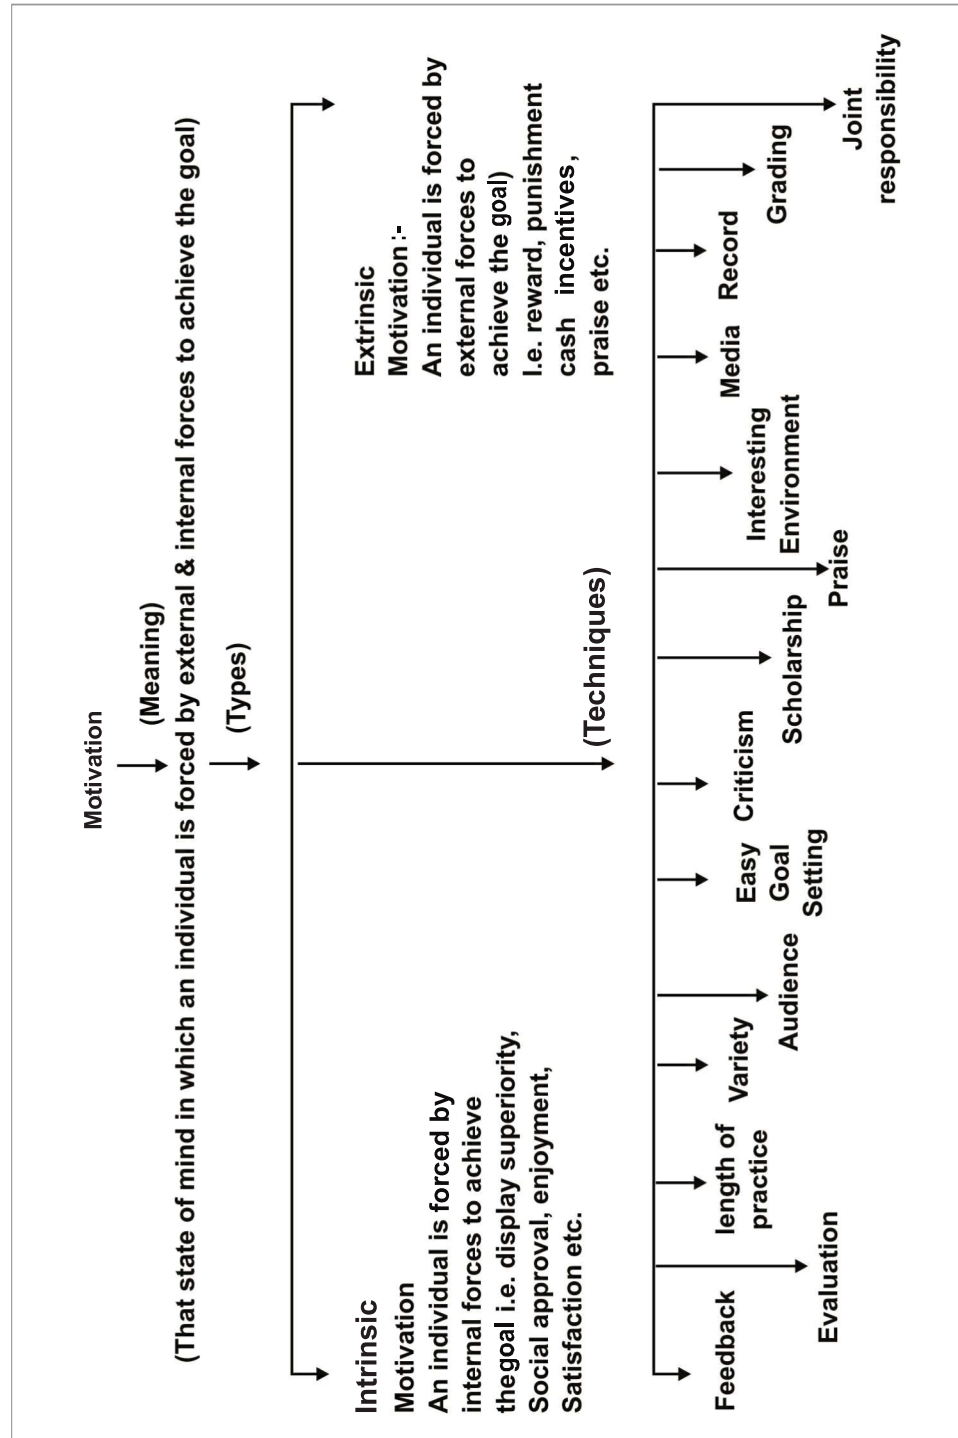 Motivation
(Meaning)
(That state of mind in which an individual is forced by external & internal forces to achieve the goal)
(Types)
Intrinsic
Motivation
An individual is forced by
internal forces to achieve
thegoal i.e. display superiority,
Social approval, enjoyment,
Satisfaction etc.
Extrinsic
Motivation:-
An individual is forced by
external forces to
achieve the goal)
I.e. reward, punishment
cash incentives,
praise etc.
(Techniques)
Feedback
Evaluation
length of
practice
Variety
Audience
Easy
Goal
Setting
Criticism
Scholarship
Praise
Interesting
Environment
Media
Record
Grading
Joint
responsibility